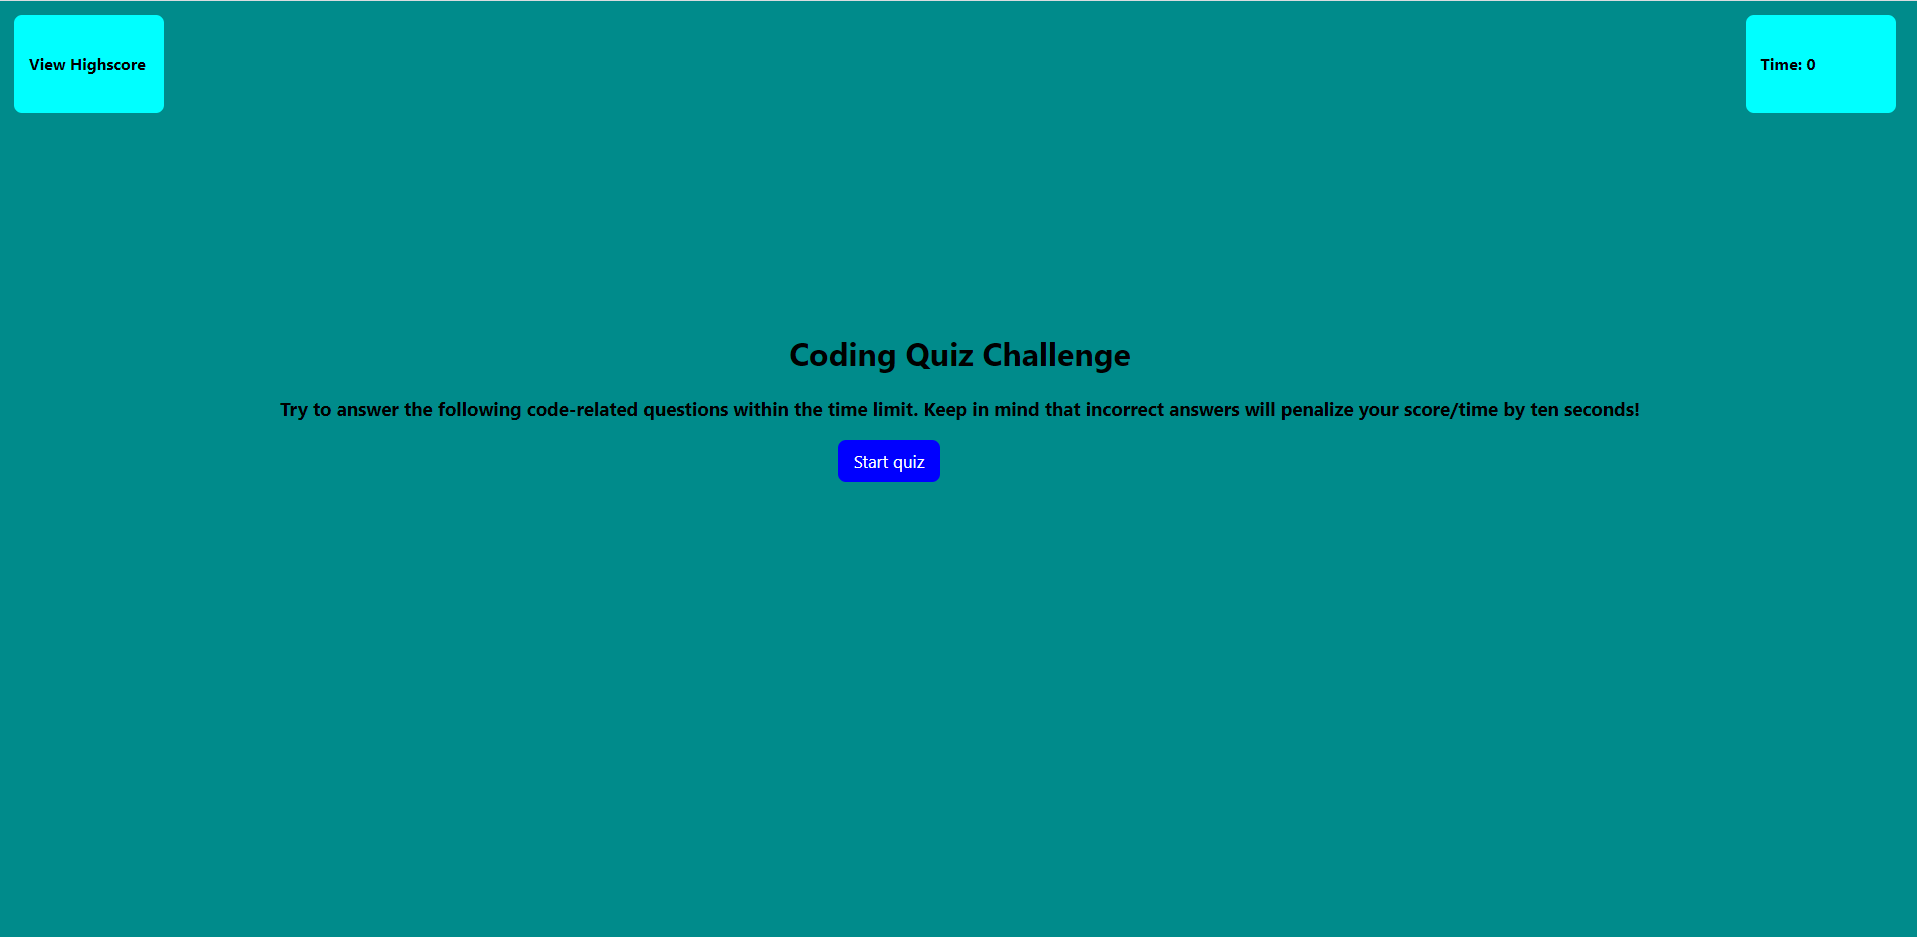 View Highscore
Time: 0
Coding Quiz Challenge
Try to answer the following code-related questions within the time limit. Keep in mind that incorrect answers will penalize your score/time by ten seconds!
Start quiz